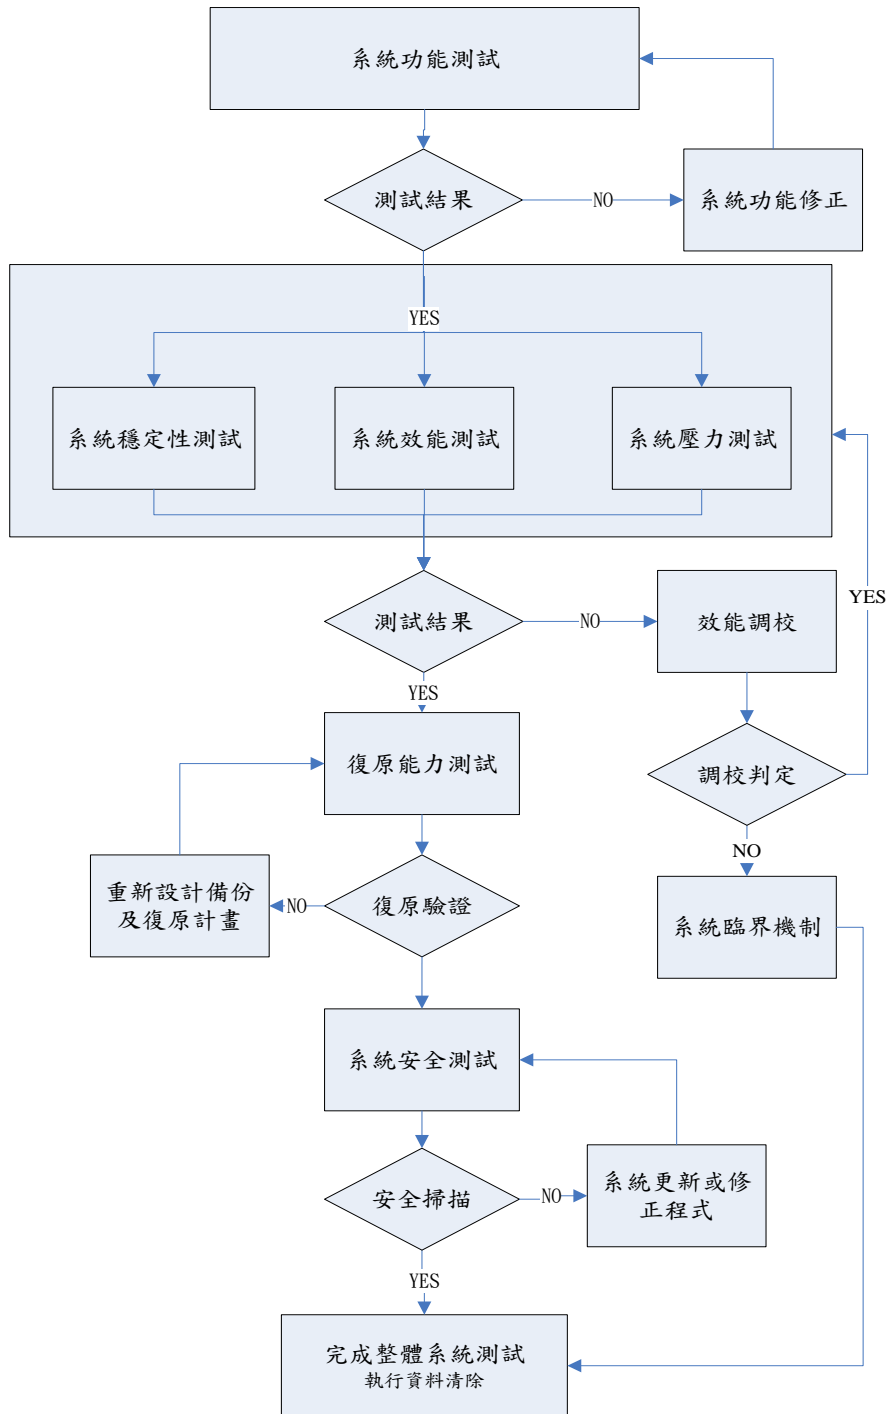 系統功能測試
測試結果
NO
系統功能修正
YES
系統穩定性測試
系統效能測試
系統壓力測試
測試結果
NO
效能調校
YES
YES
復原能力測試
調校判定
NO
重新設計備份
及復原計畫
NO
復原驗證
系統臨界機制
系統安全測試
安全掃描
NO
系統更新或修
正程式
YES
完成整體系統測試
執行資料清除